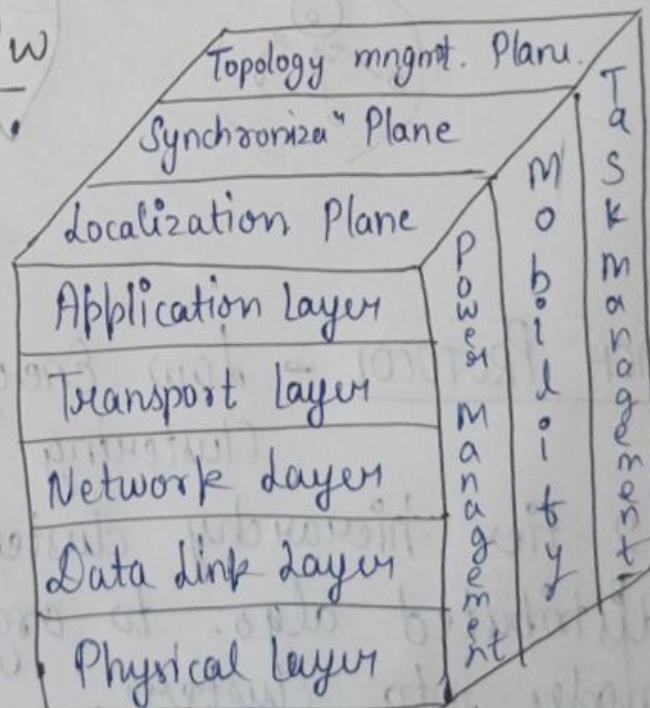 w
Topology mngmt. Plane.
Synchroniza" Plane
Localization Plane
Application Layer
Transport Layer
Network Layer
Data Link Layer
Physical Layer
Power Management
Mobility
Task Management